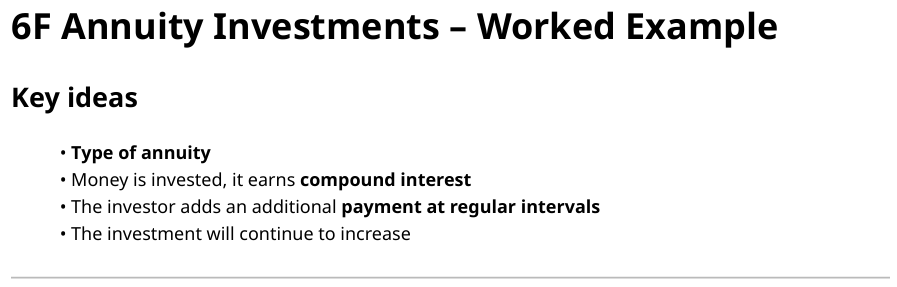 6F Annuity Investments – Worked Example
Key ideas
• Type of annuity
• Money is invested, it earns compound interest
• The investor adds an additional payment at regular intervals
• The investment will continue to increase